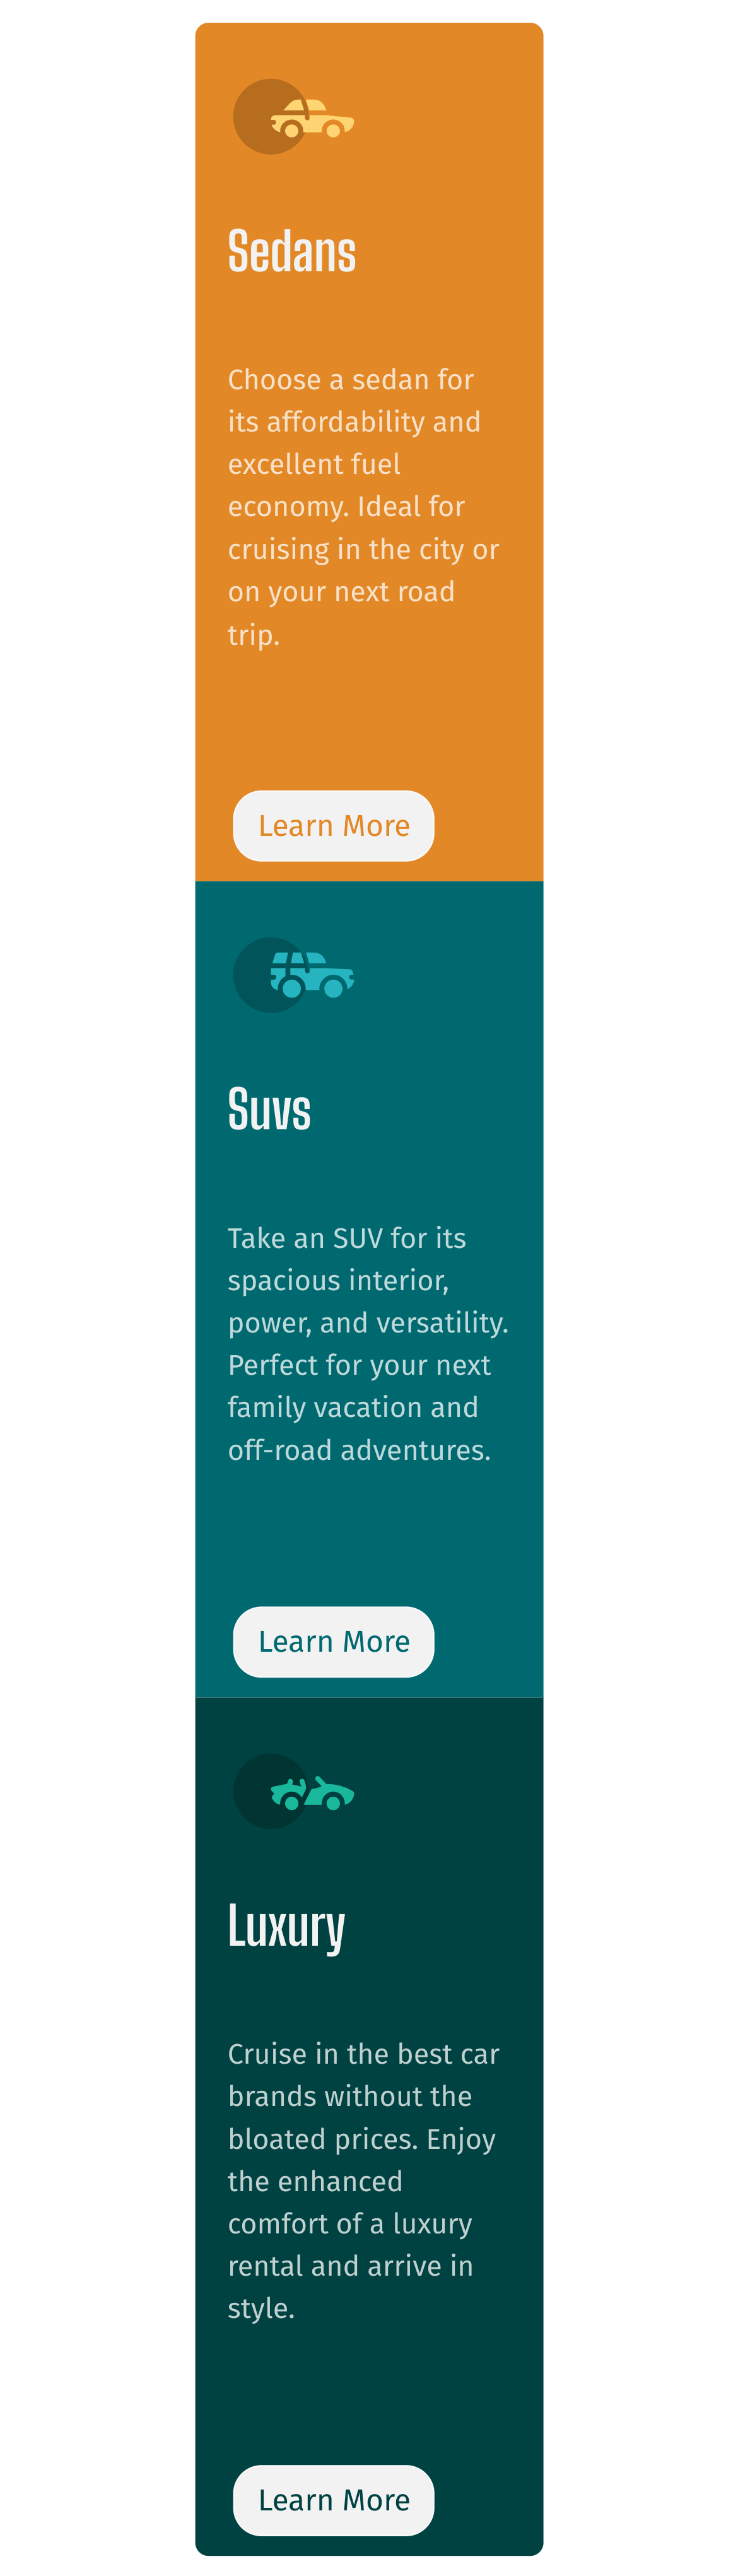 Sedans
Choose a sedan for
its affordability and
excellent fuel
economy. Ideal for
cruising in the city or
on your next road
trip.
Learn More
Suvs
Take an SUV for its
spacious interior,
power, and versatility.
Perfect for your next
family vacation and
off-road adventures.
Learn More
Luxury
Cruise in the best car
brands without the
bloated prices. Enjoy
the enhanced
comfort of a luxury
rental and arrive in
style.
Learn More